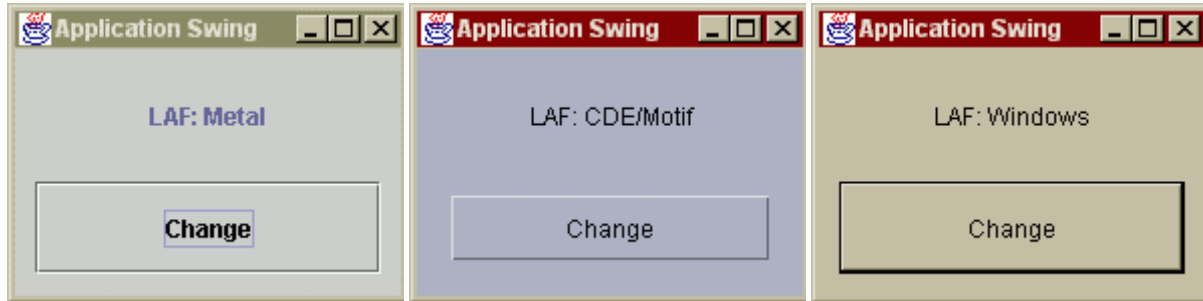 Application Swing
LAF: Metal
Change
Application Swing
LAF: CDE/Motif
Change
Application Swing
LAF: Windows
Change